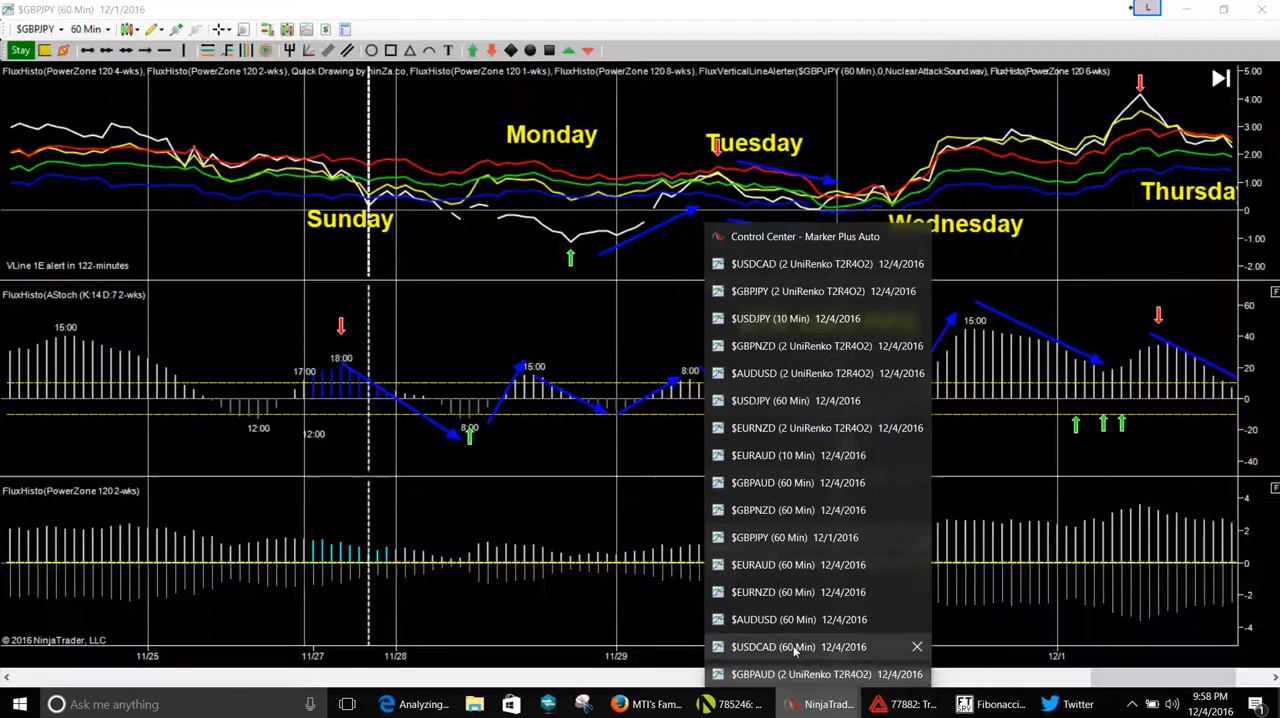 $GBPJPY (60 Min) 12/1/2016
L
$GBPJPY 60 Min
Stay
T
FluxHisto(PowerZone 120 4-wks), FluxHisto(PowerZone 120 2-wks), Quick Drawing by ninZa.co, FluxHisto(PowerZone 120 1-wks), FluxHisto(PowerZone 120 8-wks), FluxVerticalLineAlerter($GBPJPY (60 Min),0,NuclearAttackSound.wav), FluxHisto(PowerZone 120 6-wks)
5.00
4.00
3.00
2.00
1.00
0
-1.00
-2.00
Monday
Tuesday
Thursda
Sunday
Wednesday
VLine 1E alert in 122-minutes
FluxHisto(AStoch (K:14 D:7 2-wks)
F
60
40
20
0
-20
-40
15:00
18:00
17:00
15:00
8:00
15:00
12:00
12:00
8:00
FluxHisto(PowerZone 120 2-wks)
F
4
2
0
-2
-4
Control Center - Marker Plus Auto
$USDCAD (2 UniRenko T2R4O2) 12/4/2016
$GBPJPY (2 UniRenko T2R4O2) 12/4/2016
$USDJPY (10 Min) 12/4/2016
$GBPNZD (2 UniRenko T2R4O2) 12/4/2016
$AUDUSD (2 UniRenko T2R4O2) 12/4/2016
$USDJPY (60 Min) 12/4/2016
$EURNZD (2 UniRenko T2R4O2) 12/4/2016
$EURAUD (10 Min) 12/4/2016
$GBPAUD (60 Min) 12/4/2016
$GBPNZD (60 Min) 12/4/2016
$GBPJPY (60 Min) 12/1/2016
$EURAUD (60 Min) 12/4/2016
$EURNZD (60 Min) 12/4/2016
$AUDUSD (60 Min) 12/4/2016
$USDCAD (60 Min) 12/4/2016
$GBPAUD (2 UniRenko T2R4O2) 12/4/2016
© 2016 NinjaTrader, LLC
11/25 11/27 11/28 11/29 12/1
Ask me anything
Analyzing...
MTI's Fam...
785246: ...
NinjaTrad...
77882: Tr...
FT SRV
Fibonacci...
Twitter
9:58 PM
12/4/2016
1